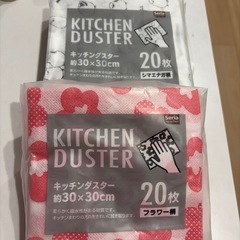 KITCHEN
DUSTER
Seria
キッチンダスター
約30×30cm
20枚
シマエナガ柄
KITCHEN
DUSTER
Seria
キッチンダスター
約30×30cm
20枚
フラワー柄